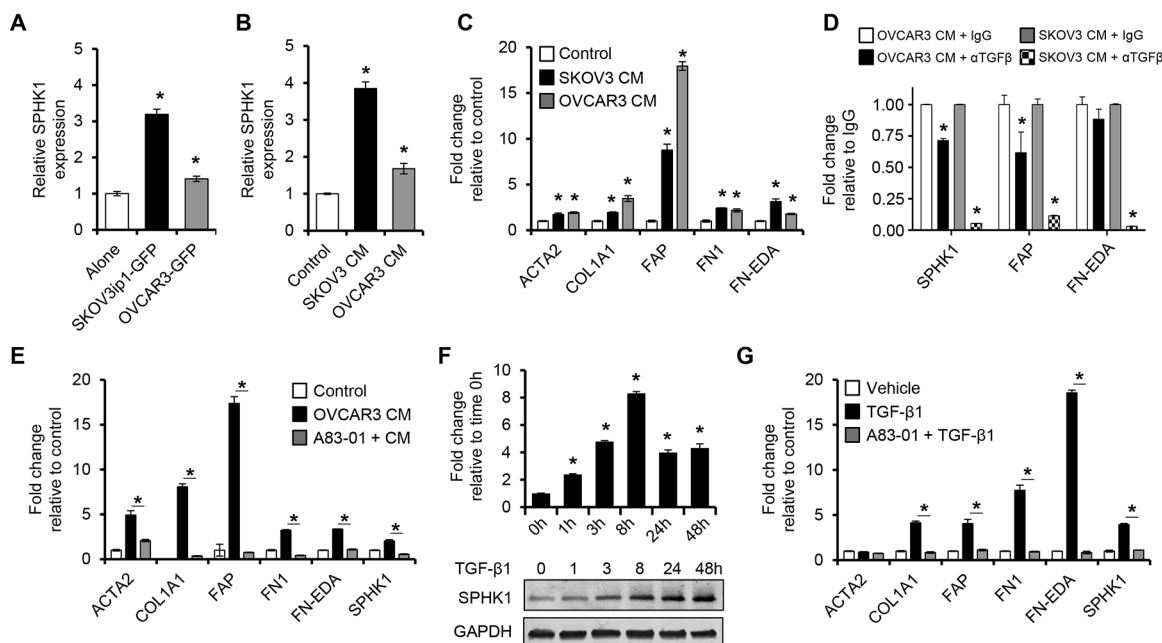 A
Relative SPHK1
expression
5
4
3
2
1
0
*
*
Alone
SKOV3ip1-GFP
OVCAR3-GFP
B
Relative SPHK1
expression
5
4
3
2
1
0
*
*
Control
SKOV3 CM
OVCAR3 CM
C
Fold change
relative to control
20
15
10
5
0
Control
SKOV3 CM
OVCAR3 CM
* *
*
*
*
* *
*
*
ACTA2
COL1A1
FAP
FN1
FN-EDA
D
OVCAR3 CM + IgG
SKOV3 CM + IgG
OVCAR3 CM + αTGFβ
SKOV3 CM + αTGFβ
Fold change
relative to IgG
1.00
0.75
0.50
0.25
0
*
*
*
*
*
SPHK1
FAP
FN-EDA
E
Fold change
relative to control
20
15
10
5
0
Control
OVCAR3 CM
A83-01 + CM
*
*
*
*
*
*
ACTA2
COL1A1
FAP
FN1
FN-EDA
SPHK1
F
Fold change
relative to time 0h
10
8
6
4
2
0
*
*
*
*
*
0h
1h
3h
8h
24h
48h
TGF-β1 0 1 3 8 24 48h
SPHK1
GAPDH
G
Fold change
relative to control
20
15
10
5
0
Vehicle
TGF-β1
A83-01 + TGF-β1
*
*
*
*
*
ACTA2
COL1A1
FAP
FN1
FN-EDA
SPHK1